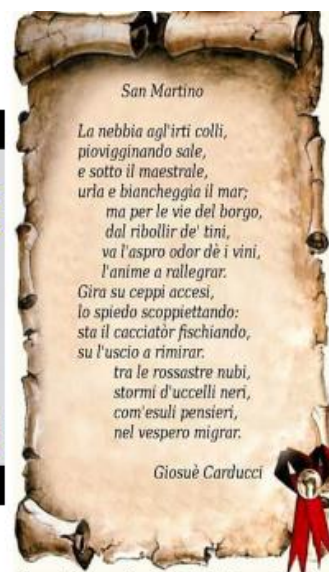 San Martino
La nebbia agl'irti colli,
piovigginando sale,
e sotto il maestrale,
urla e biancheggia il mar;
ma per le vie del borgo,
dal ribollir de' tini,
va l'aspro odor dè i vini,
l'anime a rallegrar.
Gira su ceppi accesi,
lo spiedo scoppiettando:
sta il cacciatòr fischiando,
su l'uscio a rimirar.
tra le rossastre nubi,
stormi d'uccelli neri,
com'esuli pensieri,
nel vespero migrar.
Giosuè Carducci